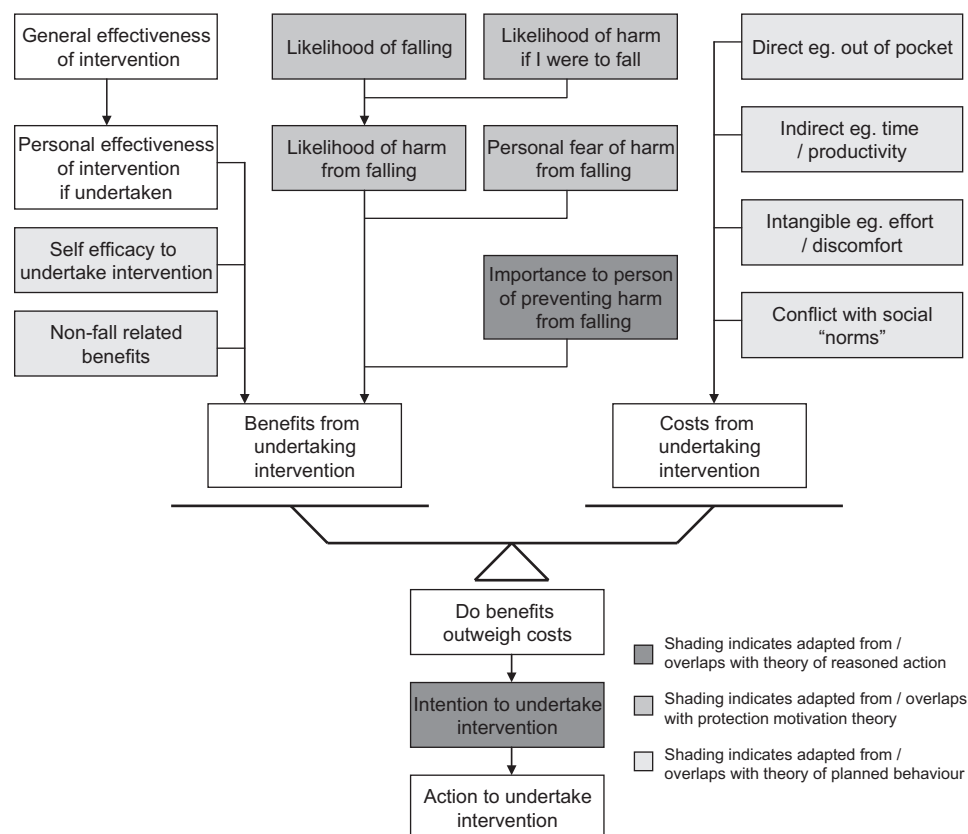 General effectiveness
of intervention
Likelihood of falling
Likelihood of harm
if I were to fall
Direct eg. out of pocket
Personal effectiveness
of intervention
if undertaken
Likelihood of harm
from falling
Personal fear of harm
from falling
Indirect eg. time
/ productivity
Self efficacy to
undertake intervention
Intangible eg. effort
/ discomfort
Importance to person
of preventing harm
from falling
Non-fall related
benefits
Conflict with social
“norms”
Benefits from
undertaking
intervention
Costs from
undertaking
intervention
Do benefits
outweigh costs
Intention to undertake
intervention
Action to undertake
intervention
Shading indicates adapted from /
overlaps with theory of reasoned action
Shading indicates adapted from / overlaps
with protection motivation theory
Shading indicates adapted from /
overlaps with theory of planned behaviour